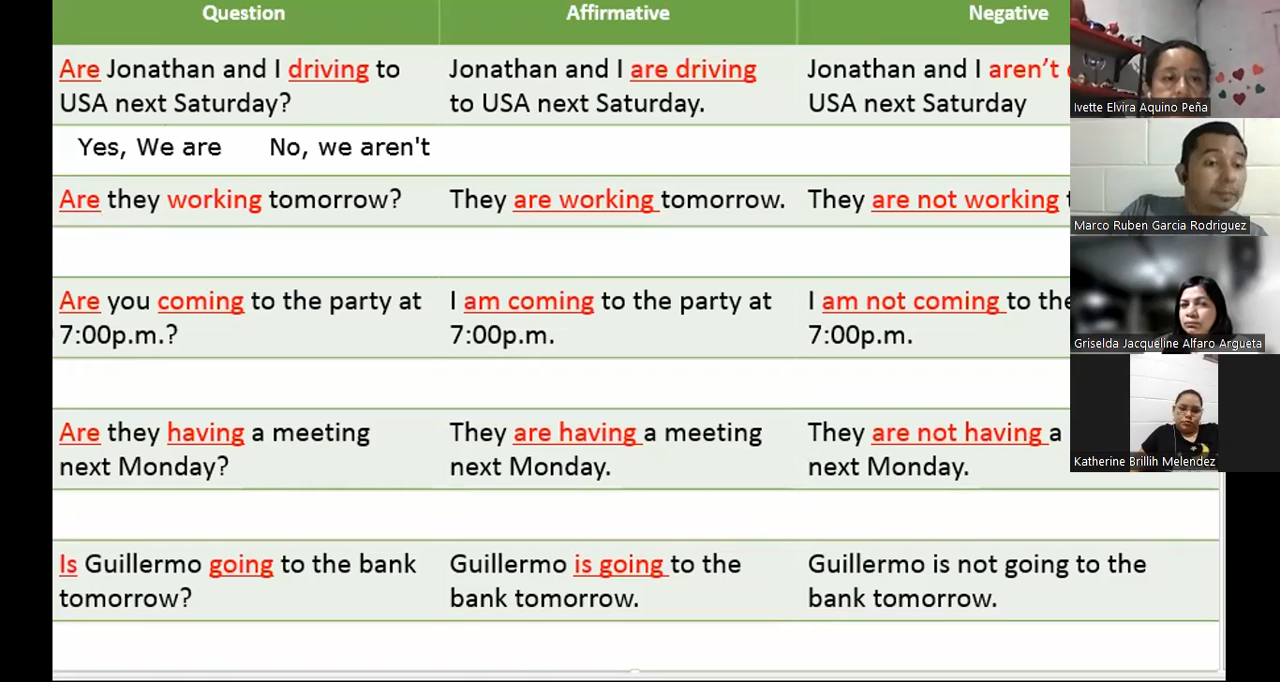 Question Affirmative Negative
Are Jonathan and I driving to USA next Saturday?
Jonathan and I are driving to USA next Saturday.
Jonathan and I aren't
USA next Saturday
Yes, We are No, we aren't
Are they working tomorrow?
They are working tomorrow.
They are not working
Are you coming to the party at
7:00p.m.?
I am coming to the party at
7:00p.m.
I am not coming to the
7:00p.m.
Are they having a meeting
next Monday?
They are having a meeting
next Monday.
They are not having a
next Monday.
Is Guillermo going to the bank
tomorrow?
Guillermo is going to the
bank tomorrow.
Guillermo is not going to the
bank tomorrow.
Ivette Elvira Aquino Peña
Marco Ruben Garcia Rodriguez
Griselda Jacqueline Alfaro Argueta
Katherine Brillih Melendez